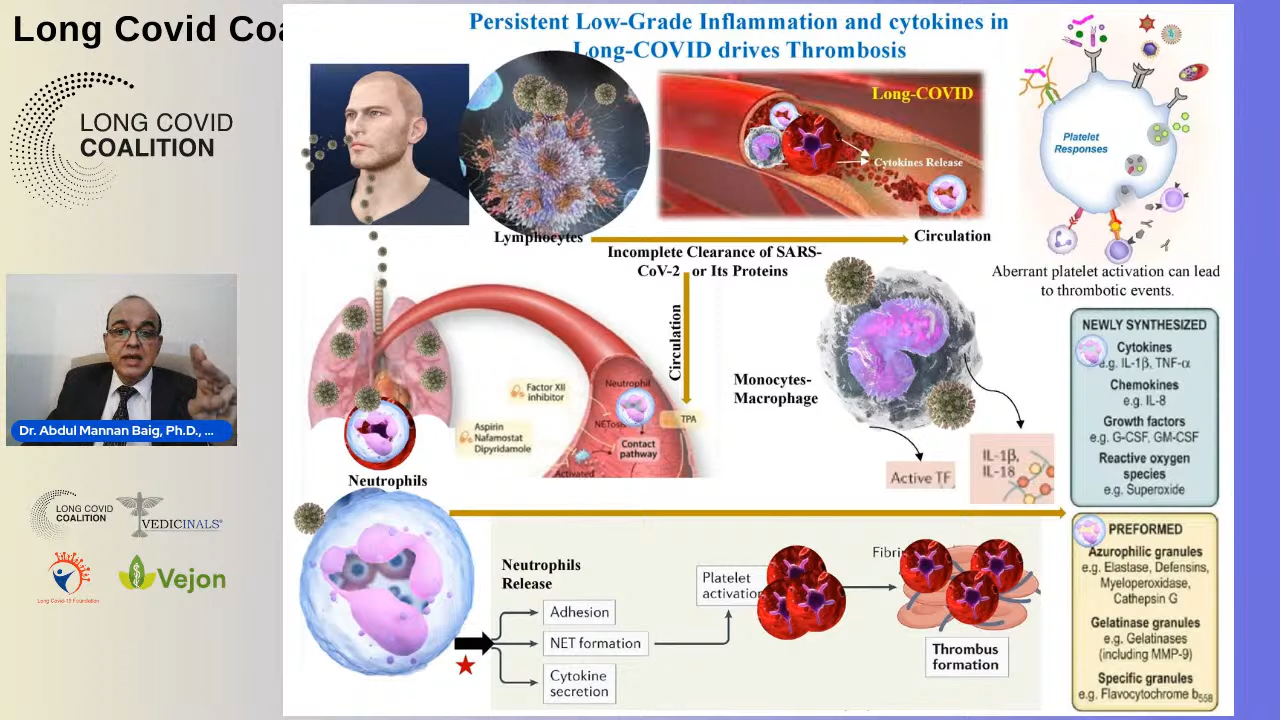 Long Covid Coa
LONG COVID
COALITION
Dr. Abdul Mannan Baig, Ph.D., ...
LONG COVID
COALITION
VEDICINALS®
Long Covid-19 Foundation
Vejon
Persistent Low-Grade Inflammation and cytokines in
Long-COVID drives Thrombosis
Long-COVID
Cytokines Release
Platelet
Responses
Lymphocytes
Circulation
Incomplete Clearance of SARS-
CoV-2 or Its Proteins
Aberrant platelet activation can lead
to thrombotic events.
Circulation
Factor XII
inhibitor
Aspirin
Nafamostat
Dipyridamole
Neutrophil
NETosis
TPA
Contact
pathway
Activated
Monocytes-
Macrophage
Active TF
IL-1β,
IL-18
Neutrophils
NEWLY SYNTHESIZED
Cytokines
e.g. IL-1β, TNF-α
Chemokines
e.g. IL-8
Growth factors
e.g. G-CSF, GM-CSF
Reactive oxygen
species
e.g. Superoxide
Neutrophils
Release
Adhesion
NET formation
Cytokine
secretion
Platelet
activation
Fibri
Thrombus
formation
PREFORMED
Azurophilic granules
e.g. Elastase, Defensins,
Myeloperoxidase,
Cathepsin G
Gelatinase granules
e.g. Gelatinases
(including MMP-9)
Specific granules
e.g. Flavocytochrome b558